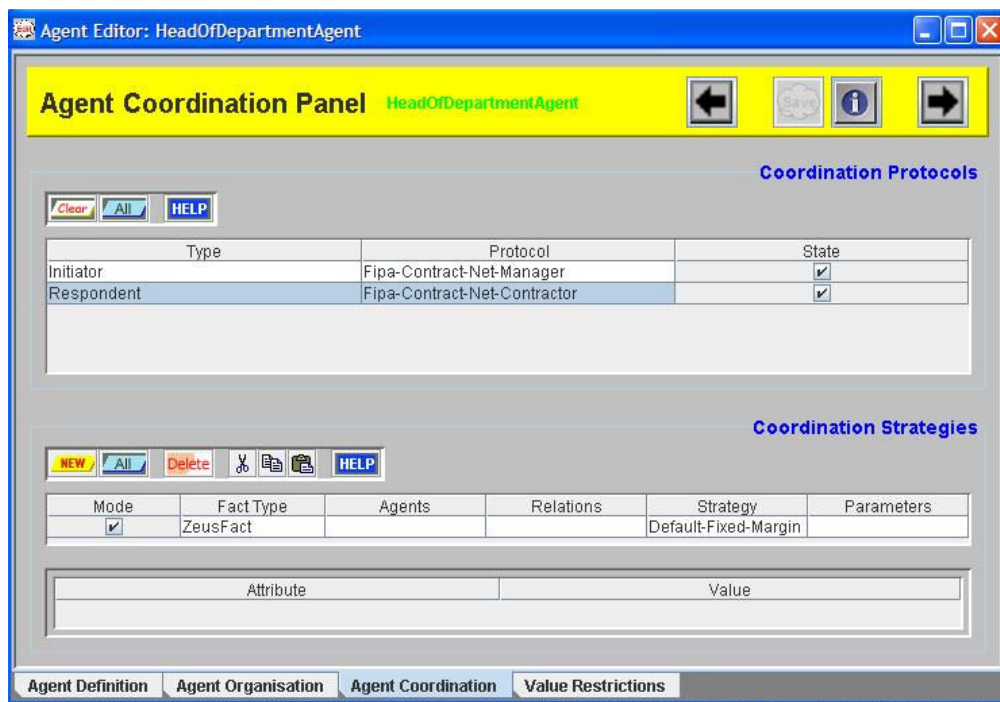 Agent Editor: HeadOfDepartmentAgent
Agent Coordination Panel HeadOfDepartmentAgent Save
Coordination Protocols
Clear All HELP
Type Protocol State
Initiator Fipa-Contract-Net-Manager
Respondent Fipa-Contract-Net-Contractor
Coordination Strategies
NEW All Delete HELP
Mode Fact Type Agents Relations Strategy Parameters
ZeusFact Default-Fixed-Margin
Attribute Value
Agent Definition Agent Organisation Agent Coordination Value Restrictions